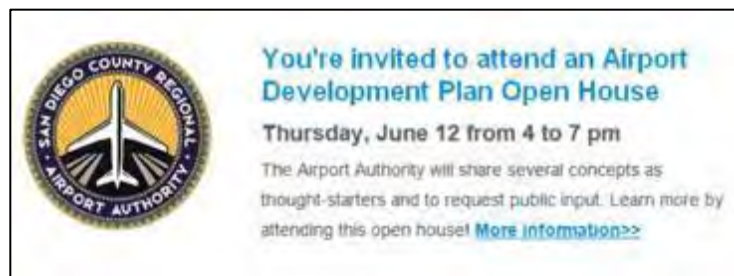 SAN DIEGO COUNTY REGIONAL
AIRPORT AUTHORITY
You're invited to attend an Airport
Development Plan Open House
Thursday, June 12 from 4 to 7 pm
The Airport Authority will share several concepts as
thought-starters and to request public input. Learn more by
attending this open house! More information>>